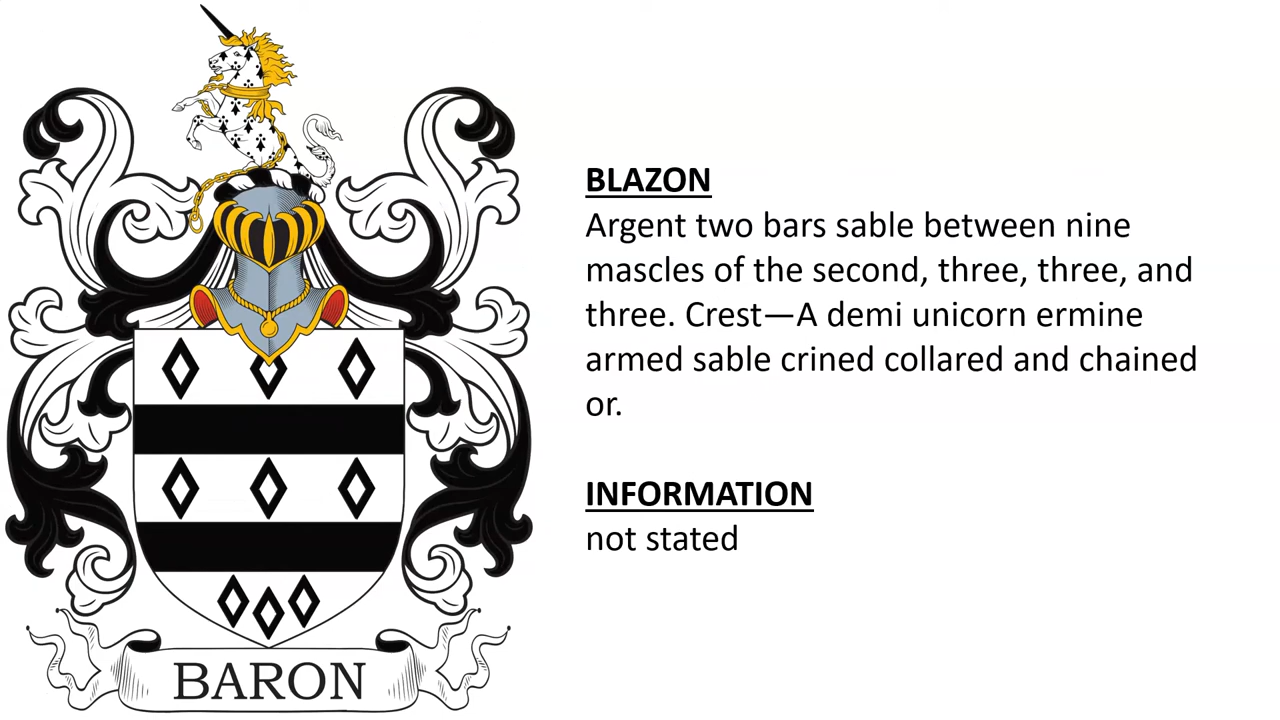 BLAZON
Argent two bars sable between nine
mascles of the second, three, three, and
three. Crest—A demi unicorn ermine
armed sable crined collared and chained
or.
INFORMATION
not stated
BARON